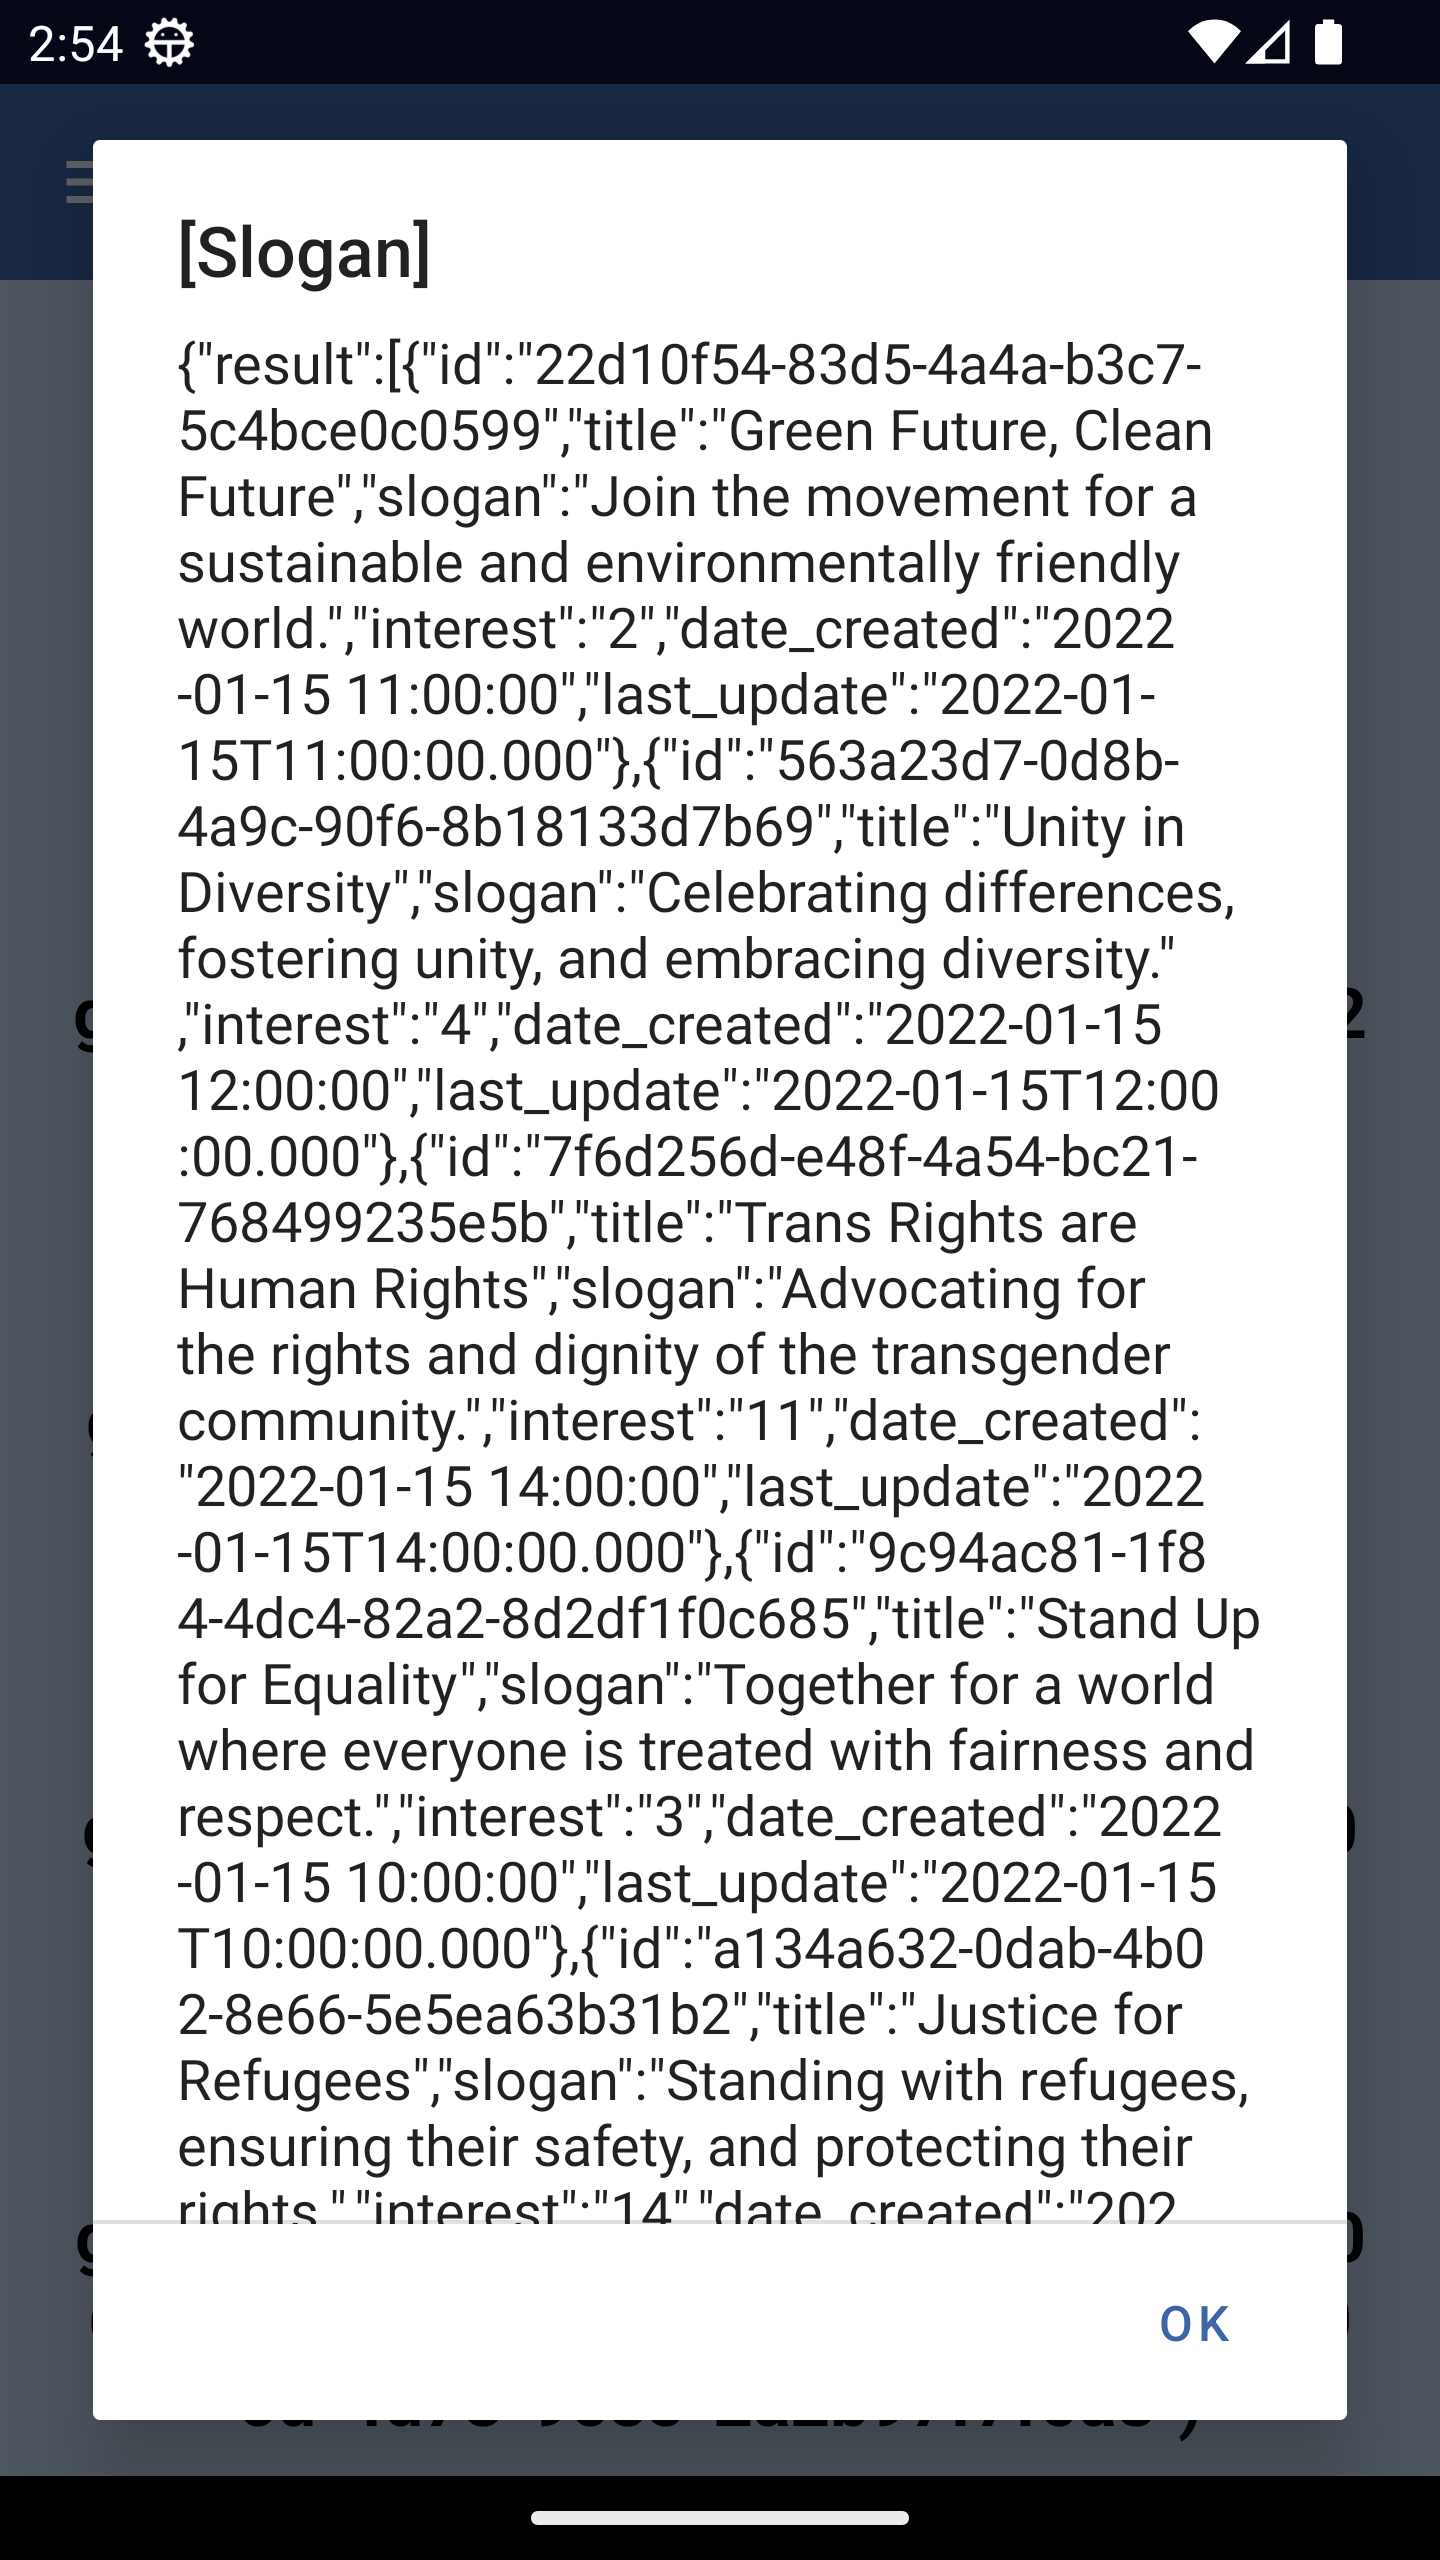 2:54
[Slogan]
{"result":[{"id":"22d10f54-83d5-4a4a-b3c7-
5c4bce0c0599","title":"Green Future, Clean
Future","slogan":"Join the movement for a
sustainable and environmentally friendly
world.","interest":"2","date_created":"2022
-01-15 11:00:00","last_update":"2022-01-
15T11:00:00.000"},{"id":"563a23d7-0d8b-
4a9c-90f6-8b18133d7b69","title":"Unity in
Diversity","slogan":"Celebrating differences,
fostering unity, and embracing diversity."
,"interest":"4","date_created":"2022-01-15
12:00:00","last_update":"2022-01-15T12:00
:00.000"},{"id":"7f6d256d-e48f-4a54-bc21-
768499235e5b","title":"Trans Rights are
Human Rights","slogan":"Advocating for
the rights and dignity of the transgender
community.","interest":"11","date_created":
"2022-01-15 14:00:00","last_update":"2022
-01-15T14:00:00.000"},{"id":"9c94ac81-1f8
4-4dc4-82a2-8d2df1f0c685","title":"Stand Up
for Equality","slogan":"Together for a world
where everyone is treated with fairness and
respect.","interest":"3","date_created":"2022
-01-15 10:00:00","last_update":"2022-01-15
T10:00:00.000"},{"id":"a134a632-0dab-4b0
2-8e66-5e5ea63b31b2","title":"Justice for
Refugees","slogan":"Standing with refugees,
ensuring their safety, and protecting their
rights.","interest":"14","date_created":"202
OK